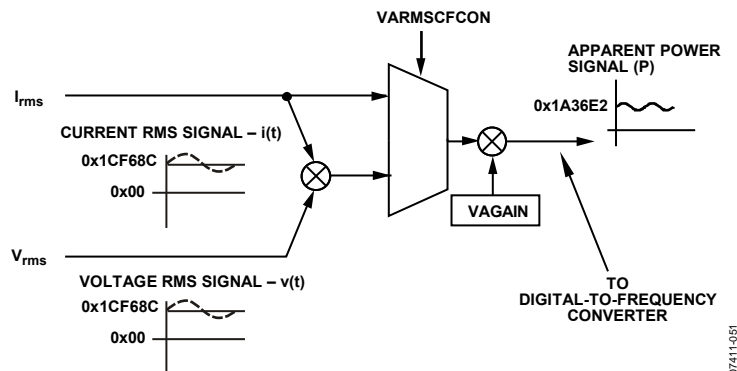 VARMSCFCON
APPARENT POWER
SIGNAL (P)
0x1A36E2
Irms
CURRENT RMS SIGNAL – i(t)
0x1CF68C
0x00
VAGAIN
Vrms
VOLTAGE RMS SIGNAL – v(t)
0x1CF68C
0x00
TO
DIGITAL-TO-FREQUENCY
CONVERTER
07411-051